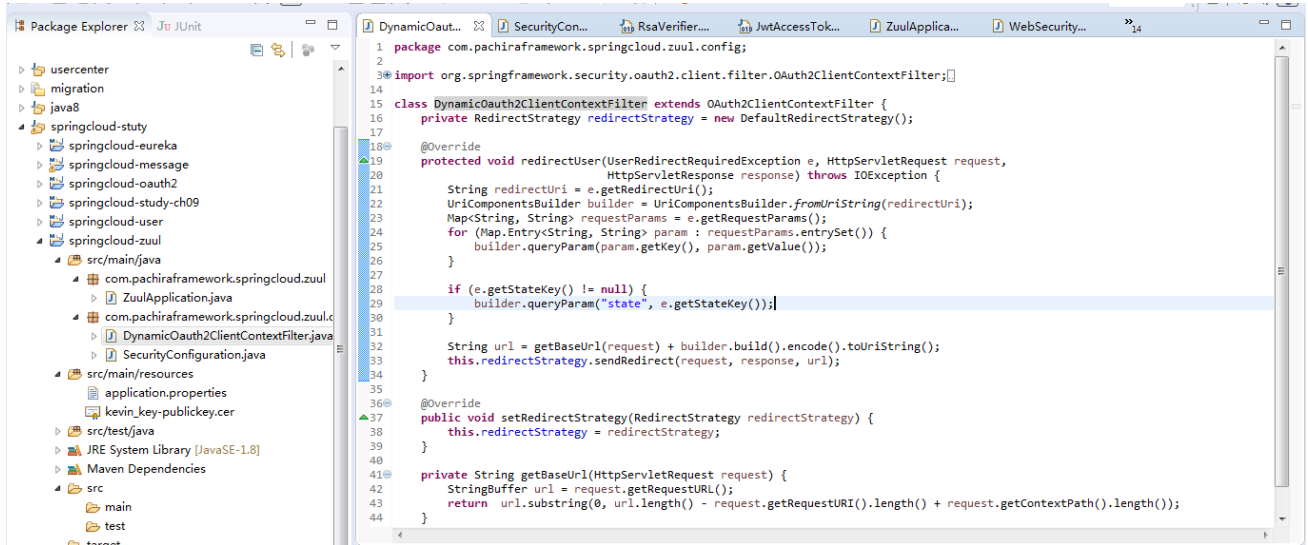 Package Explorer
Ju JUnit
usercenter
migration
java8
springcloud-stuty
springcloud-eureka
springcloud-message
springcloud-oauth2
springcloud-study-ch09
springcloud-user
springcloud-zuul
src/main/java
com.pachiraframework.springcloud.zuul
ZuulApplication.java
com.pachiraframework.springcloud.zuul.c
DynamicOauth2ClientContextFilter.java
SecurityConfiguration.java
src/main/resources
application.properties
kevin_key-publickey.cer
src/test/java
JRE System Library [JavaSE-1.8]
Maven Dependencies
src
main
test
target
DynamicOaut... SecurityCon... RsaVerifier.... JwtAccessTok... ZuulApplica... WebSecurity... »14
1 package com.pachiraframework.springcloud.zuul.config;
2
3 import org.springframework.security.oauth2.client.filter.OAuth2ClientContextFilter;
14
15 class DynamicOauth2ClientContextFilter extends OAuth2ClientContextFilter {
16 private RedirectStrategy redirectStrategy = new DefaultRedirectStrategy();
17
18 @Override
19 protected void redirectUser(UserRedirectRequiredException e, HttpServletRequest request,
20 HttpServletResponse response) throws IOException {
21 String redirectUri = e.getRedirectUri();
22 UriComponentsBuilder builder = UriComponentsBuilder.fromUriString(redirectUri);
23 Map<String, String> requestParams = e.getRequestParams();
24 for (Map.Entry<String, String> param : requestParams.entrySet()) {
25 builder.queryParam(param.getKey(), param.getValue());
26 }
27
28 if (e.getStateKey() != null) {
29 builder.queryParam("state", e.getStateKey());
30 }
31
32 String url = getBaseUrl(request) + builder.build().encode().toUriString();
33 this.redirectStrategy.sendRedirect(request, response, url);
34 }
35
36 @Override
37 public void setRedirectStrategy(RedirectStrategy redirectStrategy) {
38 this.redirectStrategy = redirectStrategy;
39 }
40
41 private String getBaseUrl(HttpServletRequest request) {
42 StringBuffer url = request.getRequestURL();
43 return url.substring(0, url.length() - request.getRequestURI().length() + request.getContextPath().length());
44 }